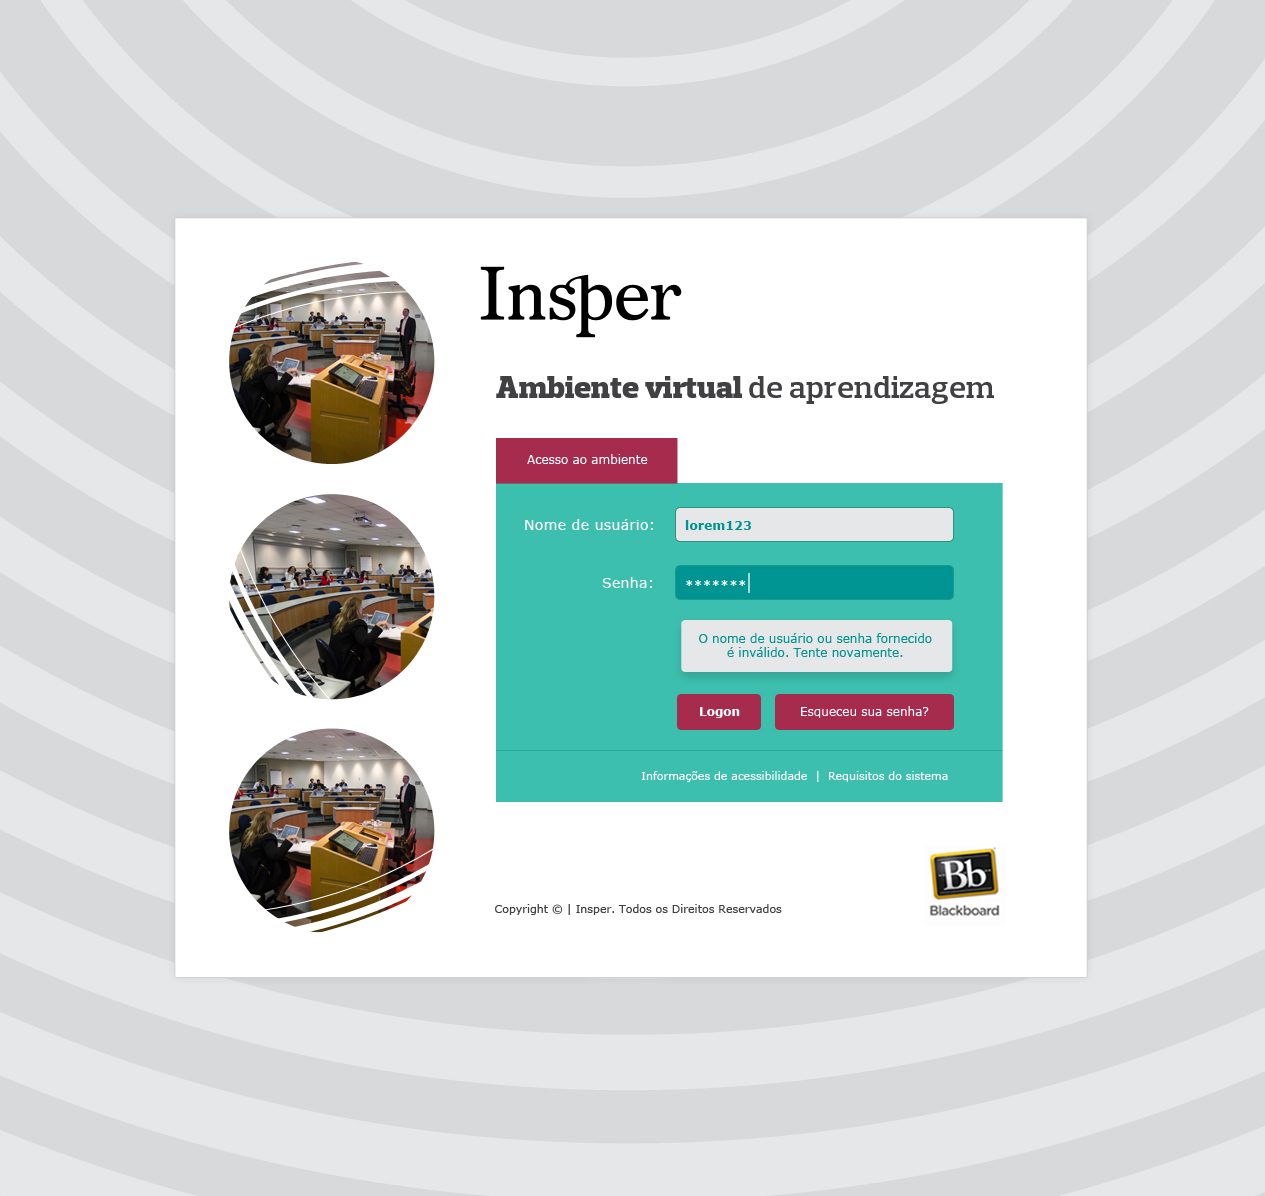 Insper
Ambiente virtual de aprendizagem
Acesso ao ambiente
Nome de usuário: lorem123
Senha: *******
O nome de usuário ou senha fornecido
é inválido. Tente novamente.
Logon Esqueceu sua senha?
Informações de acessibilidade | Requisitos do sistema
Bb
Blackboard
Copyright © | Insper. Todos os Direitos Reservados